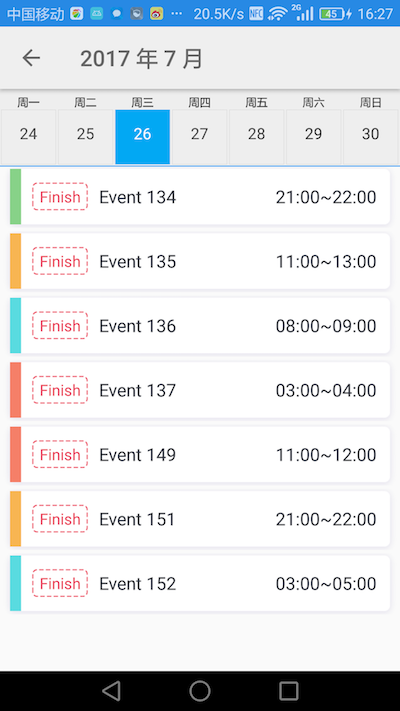 中国移动 ... 20.5K/s NFC 2G 45 16:27
2017 年 7 月
周一 周二 周三 周四 周五 周六 周日
24 25 26 27 28 29 30
Finish Event 134 21:00~22:00
Finish Event 135 11:00~13:00
Finish Event 136 08:00~09:00
Finish Event 137 03:00~04:00
Finish Event 149 11:00~12:00
Finish Event 151 21:00~22:00
Finish Event 152 03:00~05:00